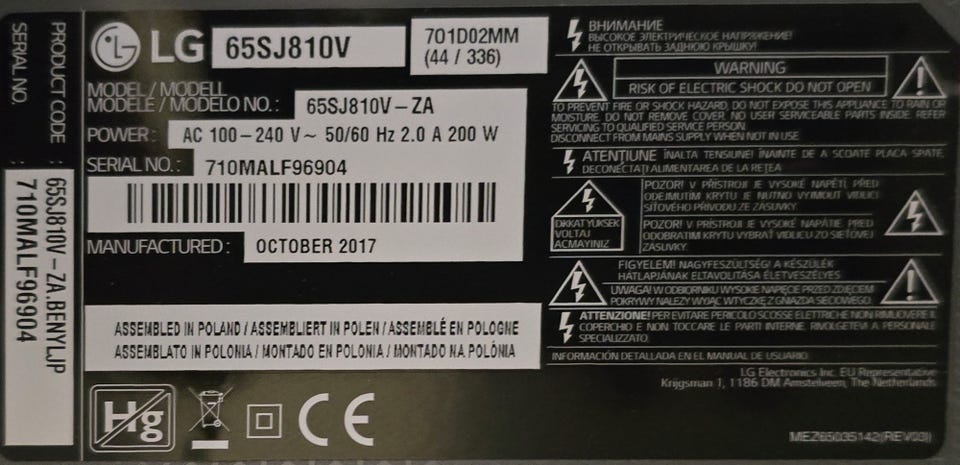 PRODUCT CODE : 65SJ810V-ZA.BENYLJP
SERIAL NO. : 710MALF96904
LG 65SJ810V
701D02MM
(44 / 336)
MODEL / MODELL
MODÈLE / MODELO NO. : 65SJ810V-ZA
POWER : AC 100-240 V~ 50/60 Hz 2.0 A 200 W
SERIAL NO. : 710MALF96904
MANUFACTURED : OCTOBER 2017
ASSEMBLED IN POLAND / ASSEMBLIERT IN POLEN / ASSEMBLÉ EN POLOGNE
ASSEMBLATO IN POLONIA / MONTADO EN POLONIA / MONTADO NA POLÓNIA
Hg
CE
ВНИМАНИЕ
ВЫСОКОЕ ЭЛЕКТРИЧЕСКОЕ НАПРЯЖЕНИЕ!
НЕ ОТКРЫВАТЬ ЗАДНЮЮ КРЫШКУ!
WARNING
RISK OF ELECTRIC SHOCK DO NOT OPEN
TO PREVENT FIRE OR SHOCK HAZARD, DO NOT EXPOSE THIS APPLIANCE TO RAIN OR
MOISTURE. DO NOT REMOVE COVER. NO USER SERVICEABLE PARTS INSIDE. REFER
SERVICING TO QUALIFIED SERVICE PERSON.
DISCONNECT FROM MAINS SUPPLY WHEN NOT IN USE
ATENŢIUNE ÎNALTA TENSIUNE! ÎNAINTE DE A SCOATE PLACA SPATE,
DECONECTAŢI ALIMENTAREA DE LA REŢEA
DIKKAT YUKSEK
VOLTAJ
ACMAYINIZ
POZOR! V PŘÍSTROJI JE VYSOKÉ NAPĚTÍ, PŘED
ODEJMUTÍM KRYTU JE NUTNO VYJMOUT VIDLICI
SÍŤOVÉHO PŘÍVODU ZE ZÁSUVKY.
POZOR! V PRÍSTROJI JE VYSOKÉ NAPÄTIE, PRED
ODOBRATÍM KRYTU VYBRAŤ VIDLICU ZO SIEŤOVEJ
ZÁSUVKY.
FIGYELEM! NAGYFESZÜLTSÉG! A KÉSZÜLÉK
HÁTLAPJÁNAK ELTÁVOLÍTÁSA ÉLETVESZÉLYES.
UWAGA! W ODBIORNIKU WYSOKIE NAPIĘCIE. PRZED ZDJĘCIEM
POKRYWY NALEŻY WYJĄĆ WTYCZKĘ Z GNIAZDA SIECIOWEGO.
ATTENZIONE! PER EVITARE PERICOLO SCOSSE ELETTRICHE NON RIMUOVERE IL
COPERCHIO E NON TOCCARE LE PARTI INTERNE, RIVOLGETEVI A PERSONALE
SPECIALIZZATO.
INFORMACIÓN DETALLADA EN EL MANUAL DE USUARIO
LG Electronics Inc. EU Representative
Krijgsman 1, 1186 DM Amstelveen, The Netherlands
MEZ65035142(REV03)